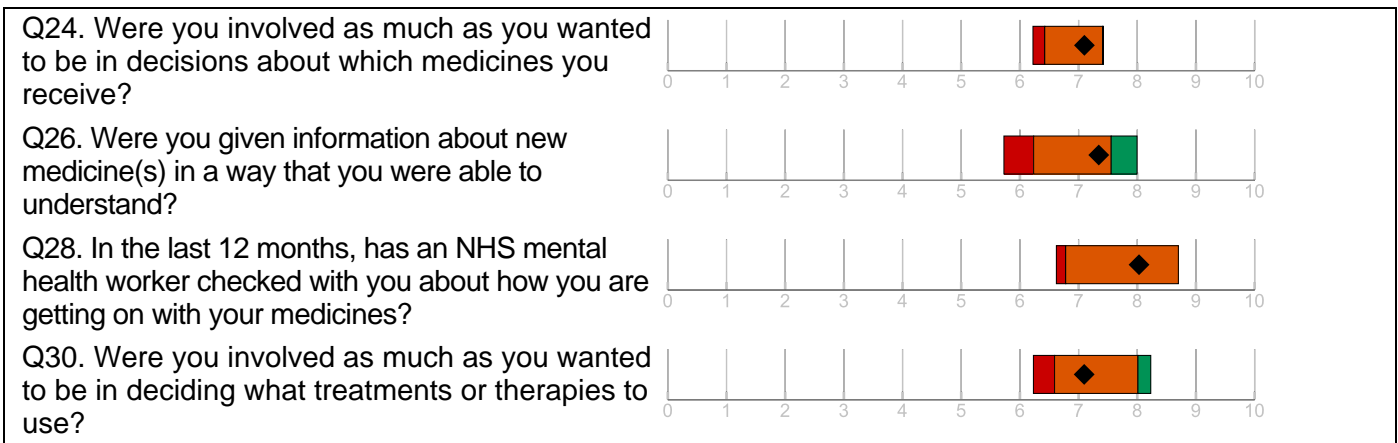 Q24. Were you involved as much as you wanted
to be in decisions about which medicines you
receive?
0 1 2 3 4 5 6 7 8 9 10
Q26. Were you given information about new
medicine(s) in a way that you were able to
understand?
0 1 2 3 4 5 6 7 8 9 10
Q28. In the last 12 months, has an NHS mental
health worker checked with you about how you are
getting on with your medicines?
0 1 2 3 4 5 6 7 8 9 10
Q30. Were you involved as much as you wanted
to be in deciding what treatments or therapies to
use?
0 1 2 3 4 5 6 7 8 9 10